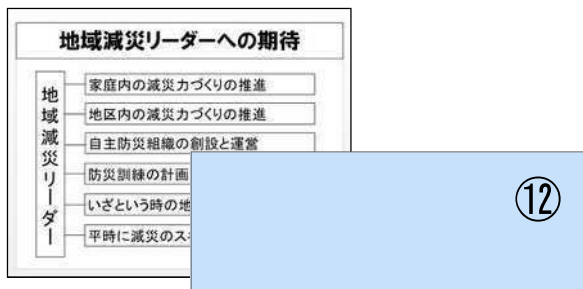 地域減災リーダーへの期待
地域減災リーダー
家庭内の減災力づくりの推進
地区内の減災力づくりの推進
自主防災組織の創設と運営
防災訓練の計画
いざという時の地
平時に減災のス
⑫